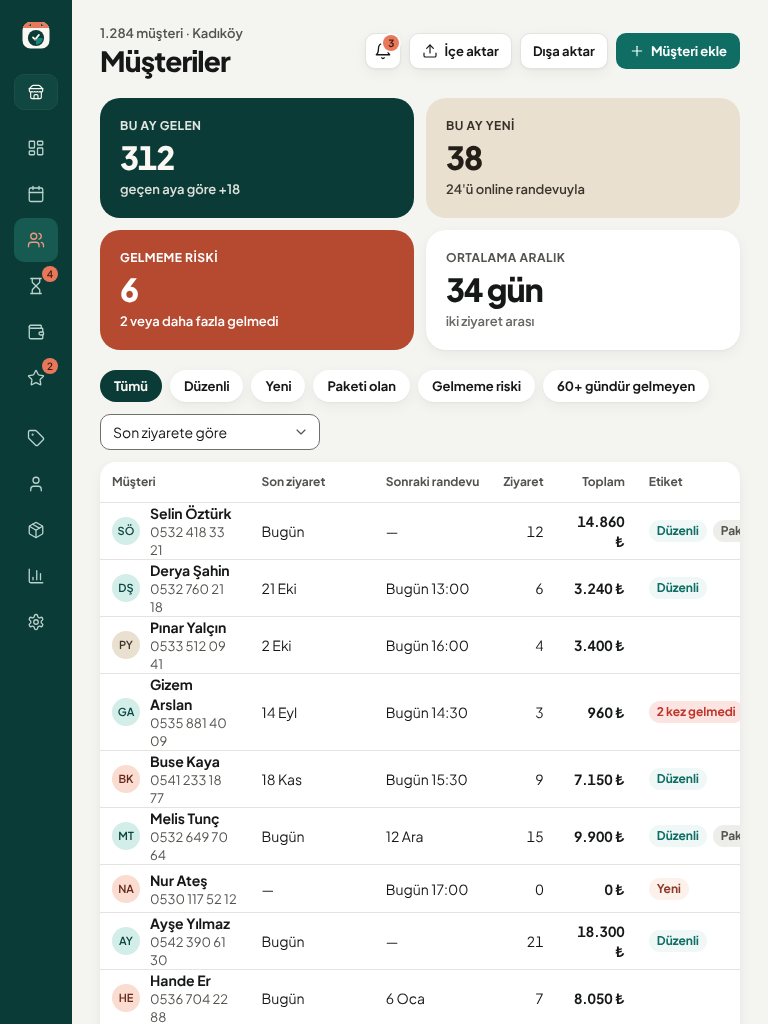 1.284 müşteri · Kadıköy
Müşteriler
3
İçe aktar
Dışa aktar
Müşteri ekle
4
2
BU AY GELEN
312
geçen aya göre +18
BU AY YENİ
38
24'ü online randevuyla
GELMEME RİSKİ
6
2 veya daha fazla gelmedi
ORTALAMA ARALIK
34 gün
iki ziyaret arası
Tümü
Düzenli
Yeni
Paketi olan
Gelmeme riski
60+ gündür gelmeyen
Son ziyarete göre
Müşteri Son ziyaret Sonraki randevu Ziyaret Toplam Etiket
SÖ
Selin Öztürk
0532 418 33
21
Bugün
—
12
14.860
₺
Düzenli
Pak
DŞ
Derya Şahin
0532 760 21
18
21 Eki
Bugün 13:00
6
3.240 ₺
Düzenli
PY
Pınar Yalçın
0533 512 09
41
2 Eki
Bugün 16:00
4
3.400 ₺
GA
Gizem
Arslan
0535 881 40
09
14 Eyl
Bugün 14:30
3
960 ₺
2 kez gelmedi
BK
Buse Kaya
0541 233 18
77
18 Kas
Bugün 15:30
9
7.150 ₺
Düzenli
MT
Melis Tunç
0532 649 70
64
Bugün
12 Ara
15
9.900 ₺
Düzenli
Pak
NA
Nur Ateş
0530 117 52 12
—
Bugün 17:00
0
0 ₺
Yeni
AY
Ayşe Yılmaz
0542 390 61
30
Bugün
—
21
18.300
₺
Düzenli
HE
Hande Er
0536 704 22
88
Bugün
6 Oca
7
8.050 ₺